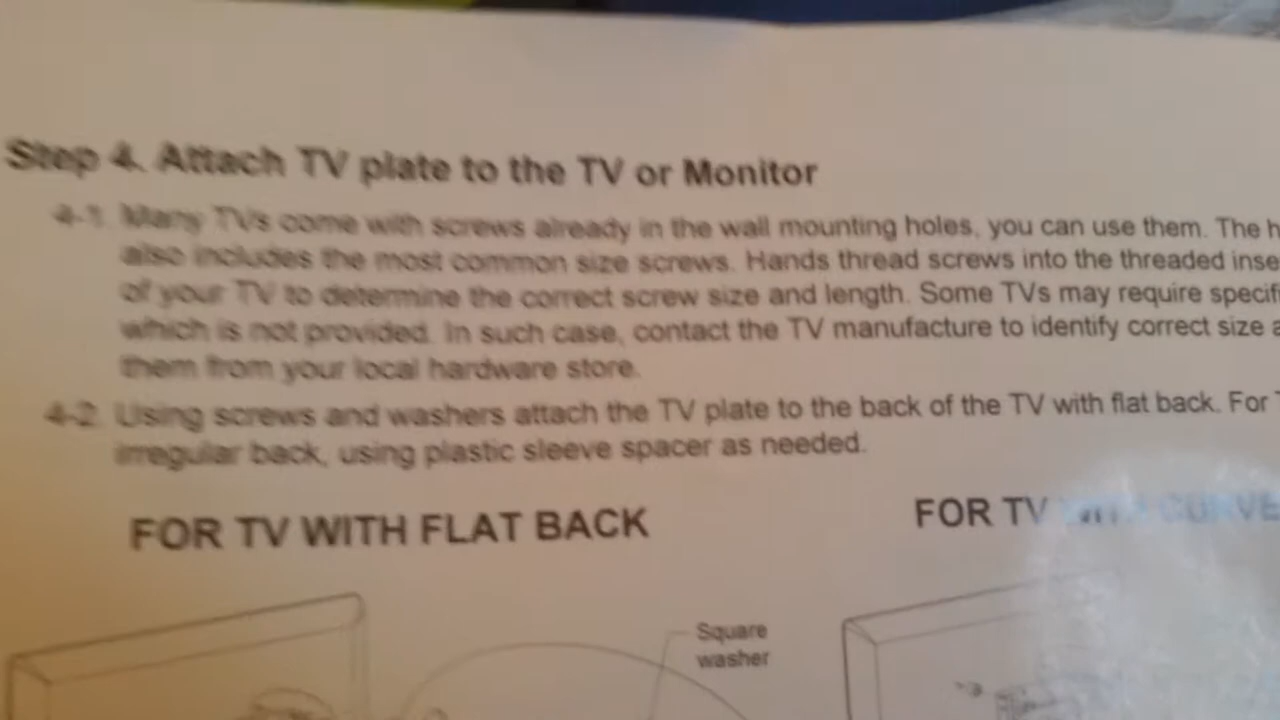 Step 4. Attach TV plate to the TV or Monitor
4-1. Many TVs come with screws already in the wall mounting holes, you can use them. The
also includes the most common size screws. Hands thread screws into the threaded
of your TV to determine the correct screw size and length. Some TVs may require
which is not provided. In such case, contact the TV manufacture to identify correct size
them from your local hardware store.
4-2. Using screws and washers attach the TV plate to the back of the TV with flat back. For
irregular back, using plastic sleeve spacer as needed.
FOR TV WITH FLAT BACK
FOR TV WITH
Square
washer